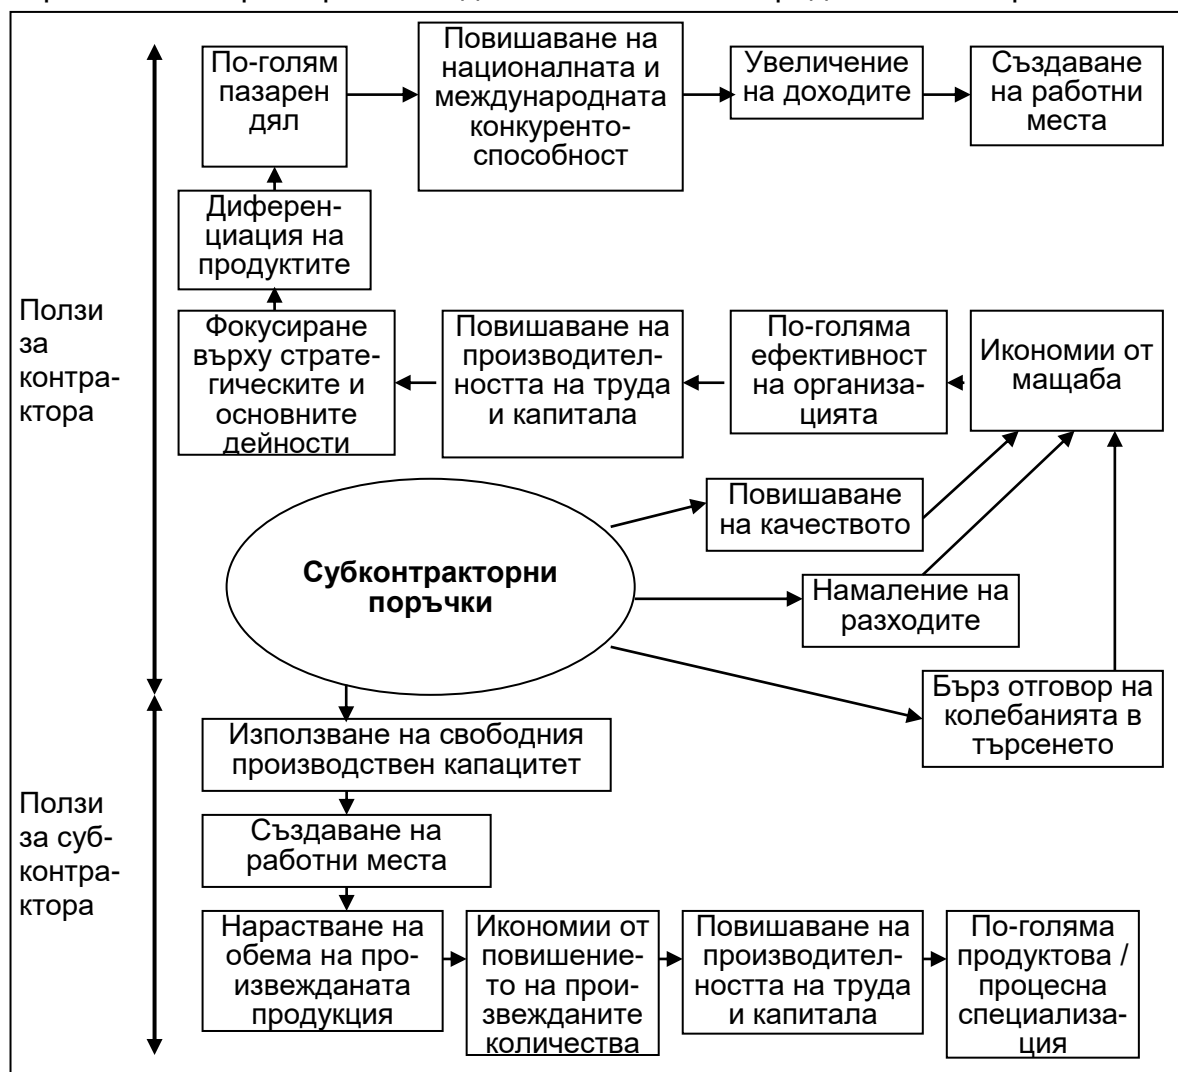 По-голям
пазарен
дял
Повишаване на
националната и
международната
конкуренто-
способност
Увеличение
на доходите
Създаване
на работни
места
Диферен-
циация на
продуктите
Ползи
за
контра-
ктора
Фокусиране
върху страте-
гическите и
основните
дейности
Повишаване на
производител-
ността на труда
и капитала
По-голяма
ефективност
на организа-
цията
Икономии от
мащаба
Повишаване
на качеството
Субконтракторни
поръчки
Намаление на
разходите
Бърз отговор на
колебанията в
търсенето
Използване на свободния
производствен капацитет
Ползи
за суб-
контра-
ктора
Създаване на
работни места
Нарастване на
обема на про-
извежданата
продукция
Икономии от
повишение-
то на прои-
звежданите
количества
Повишаване на
производител-
ността на труда
и капитала
По-голяма
продуктова /
процесна
специализа-
ция